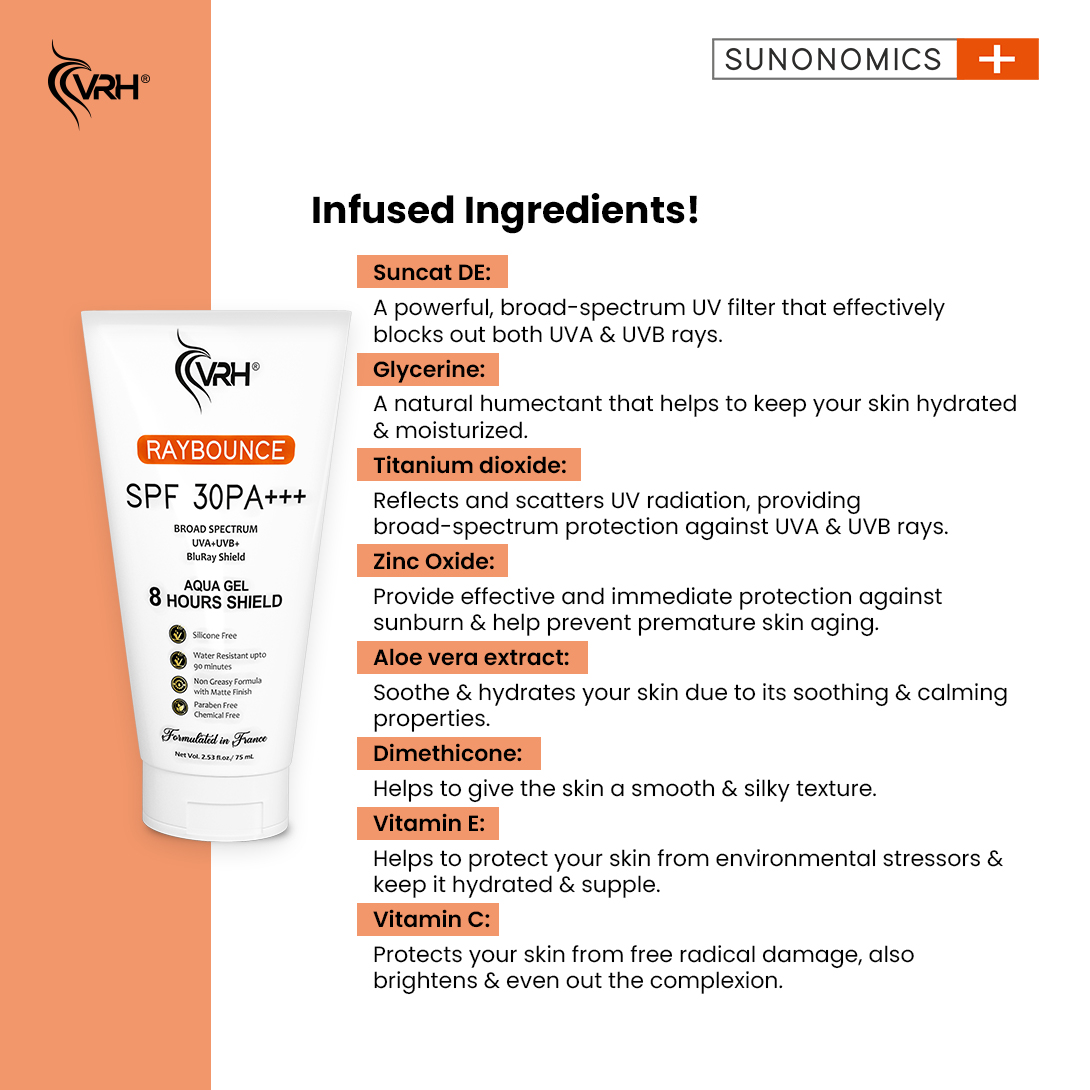 VRH®
SUNONOMICS +
Infused Ingredients!
Suncat DE:
A powerful, broad-spectrum UV filter that effectively
blocks out both UVA & UVB rays.
Glycerine:
A natural humectant that helps to keep your skin hydrated
& moisturized.
Titanium dioxide:
Reflects and scatters UV radiation, providing
broad-spectrum protection against UVA & UVB rays.
Zinc Oxide:
Provide effective and immediate protection against
sunburn & help prevent premature skin aging.
Aloe vera extract:
Soothe & hydrates your skin due to its soothing & calming
properties.
Dimethicone:
Helps to give the skin a smooth & silky texture.
Vitamin E:
Helps to protect your skin from environmental stressors &
keep it hydrated & supple.
Vitamin C:
Protects your skin from free radical damage, also
brightens & even out the complexion.
VRH®
RAYBOUNCE
SPF 30PA+++
BROAD SPECTRUM
UVA+UVB+
BluRay Shield
AQUA GEL
8 HOURS SHIELD
Silicone Free
Water Resistant upto
90 minutes
Non Greasy Formula
with Matte Finish
Paraben Free
Chemical Free
Formulated in France
Net Vol. 2.53 fl.oz./ 75 mL